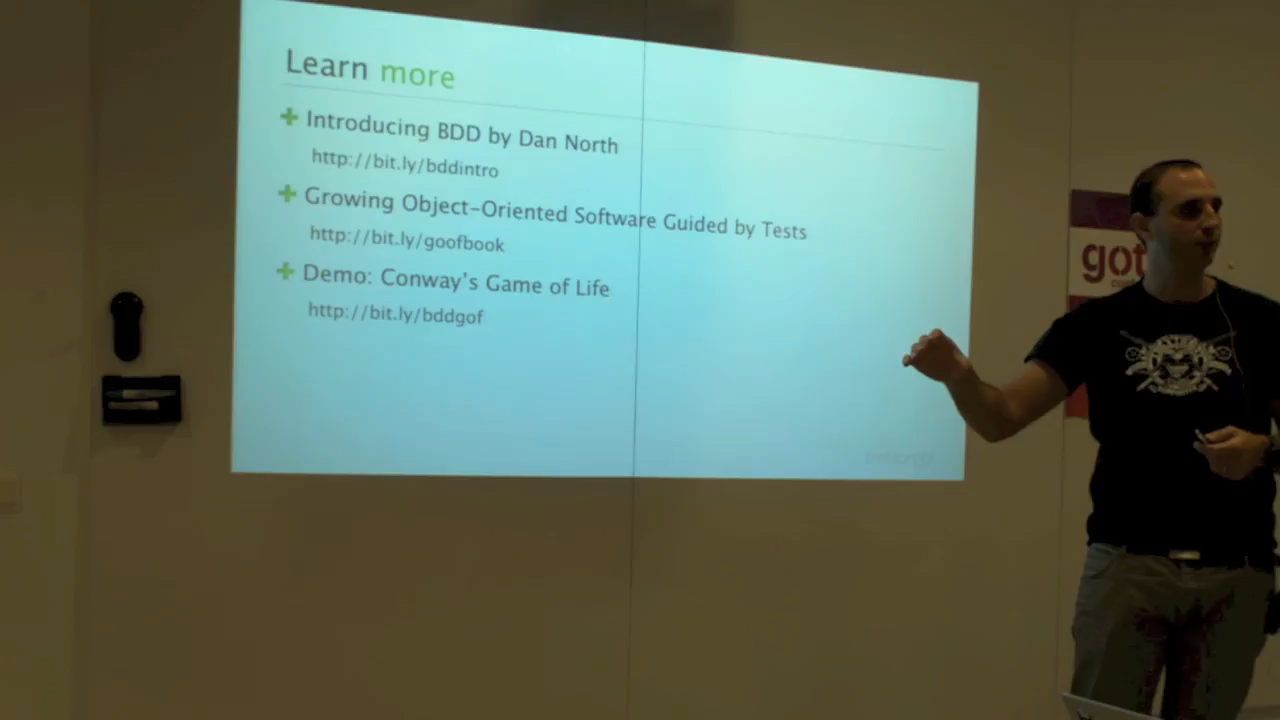 Learn more
Introducing BDD by Dan North
http://bit.ly/bddintro
Growing Object-Oriented Software Guided by Tests
http://bit.ly/goofbook
Demo: Conway's Game of Life
http://bit.ly/bddgof
got